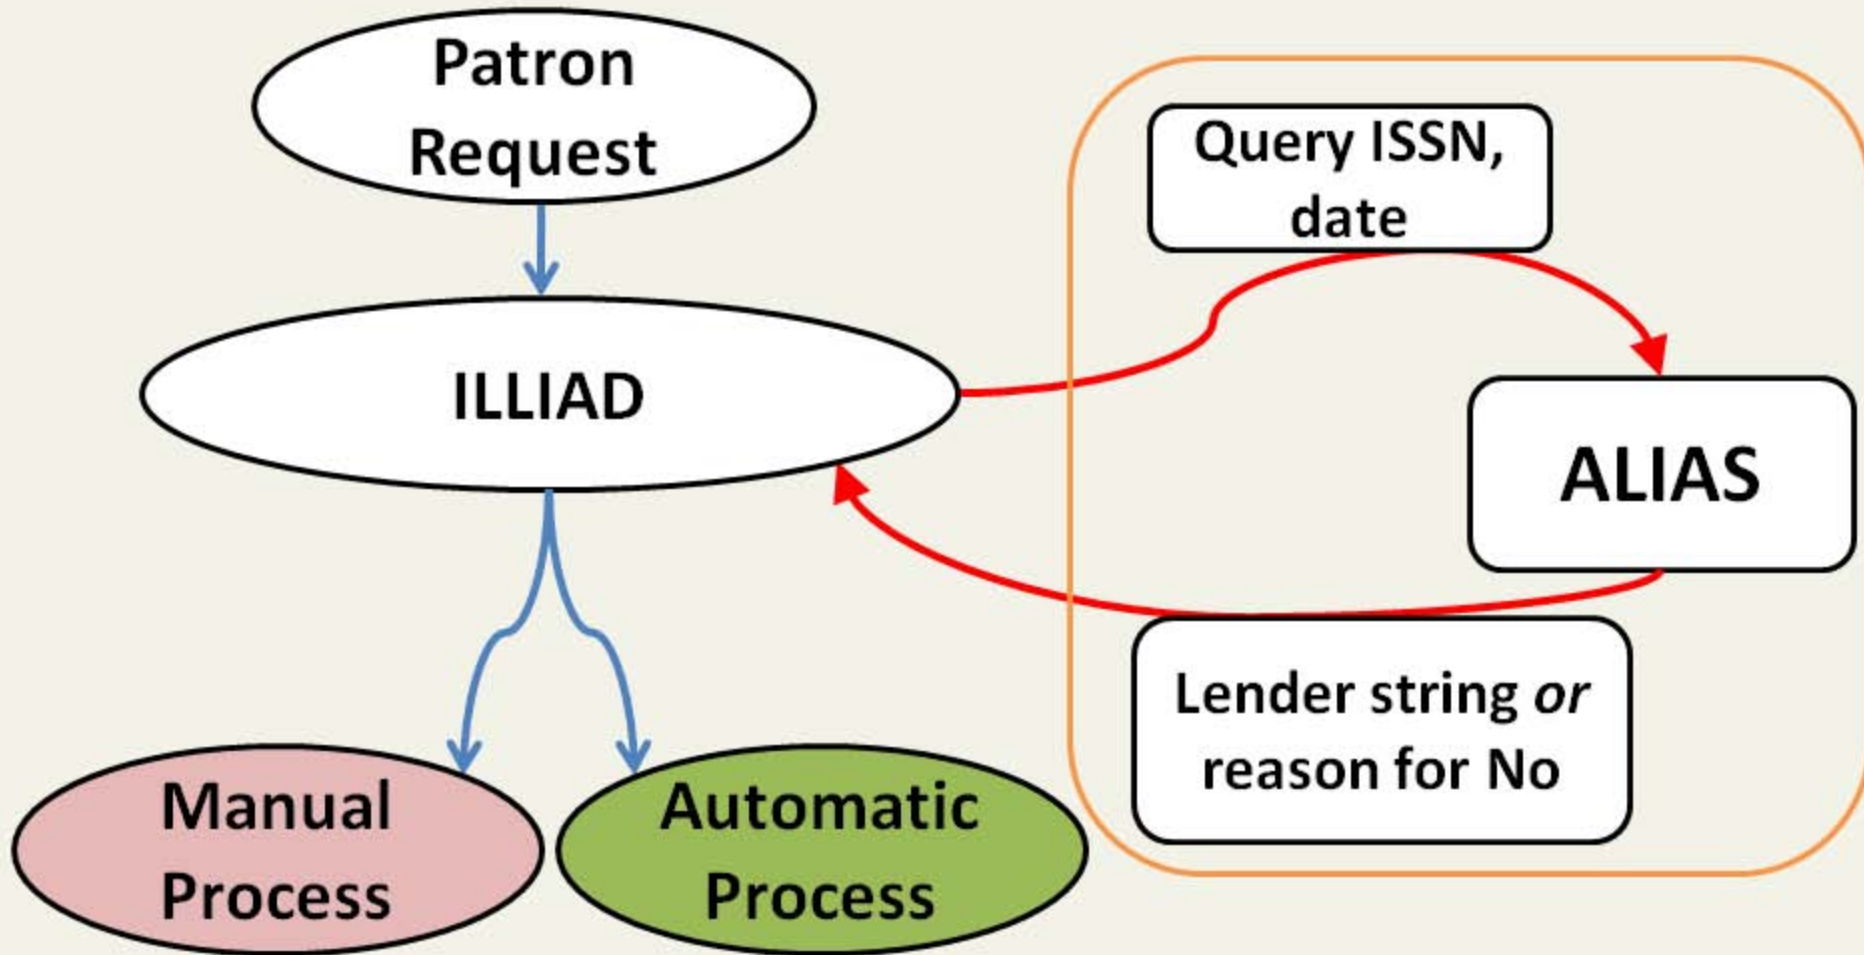 Patron
Request
Query ISSN,
date
ILLIAD
ALIAS
Lender string or
reason for No
Manual
Process
Automatic
Process